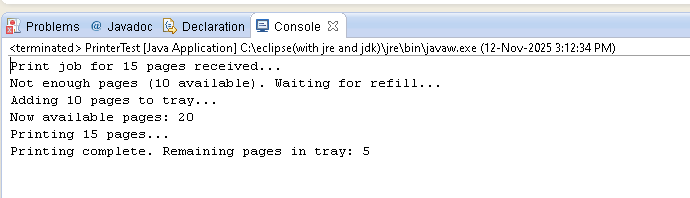 Problems @ Javadoc Declaration Console
<terminated> PrinterTest [Java Application] C:\eclipse(with jre and jdk)\jre\bin\javaw.exe (12-Nov-2025 3:12:34 PM)
Print job for 15 pages received...
Not enough pages (10 available). Waiting for refill...
Adding 10 pages to tray...
Now available pages: 20
Printing 15 pages...
Printing complete. Remaining pages in tray: 5